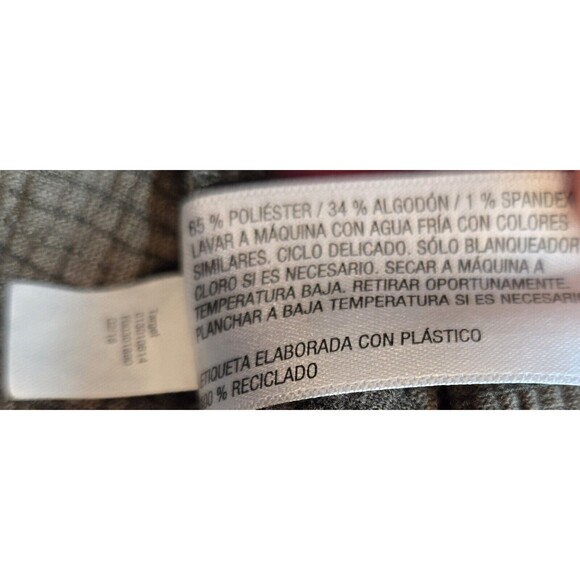 65 % POLIÉSTER / 34 % ALGODÓN / 1 % SPANDEX
LAVAR A MÁQUINA CON AGUA FRÍA CON COLORES
SIMILARES. CICLO DELICADO. SÓLO BLANQUEADOR
CLORO SI ES NECESARIO. SECAR A MÁQUINA A
TEMPERATURA BAJA. RETIRAR OPORTUNAMENTE.
PLANCHAR A BAJA TEMPERATURA SI ES NECESARIO
ETIQUETA ELABORADA CON PLÁSTICO
100 % RECICLADO
Target